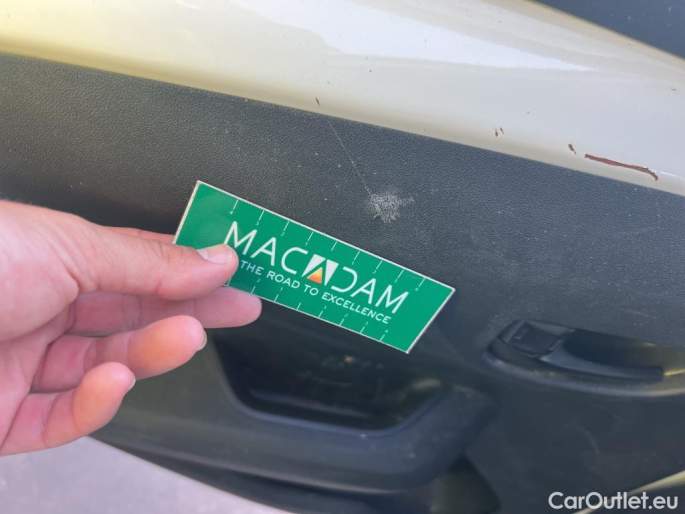 MACADAM
THE ROAD TO EXCELLENCE
CarOutlet.eu